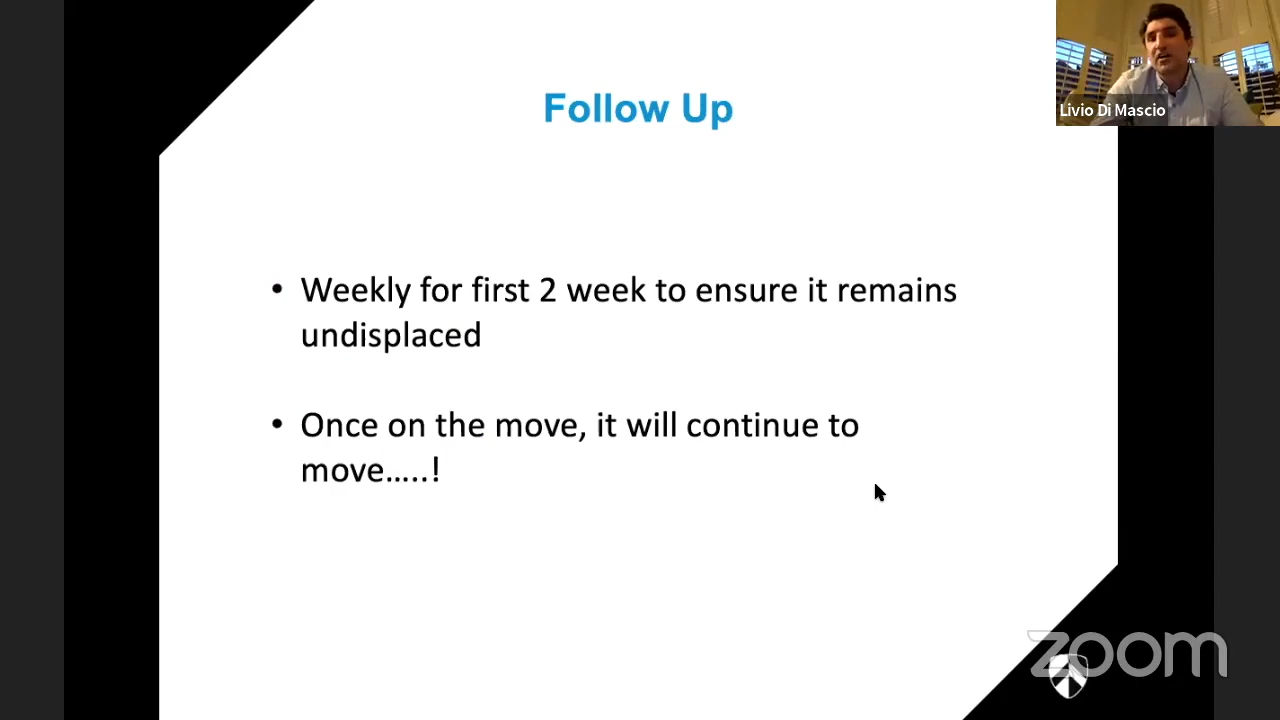 Follow Up
Livio Di Mascio
• Weekly for first 2 week to ensure it remains
undisplaced
• Once on the move, it will continue to
move…..!
zoom